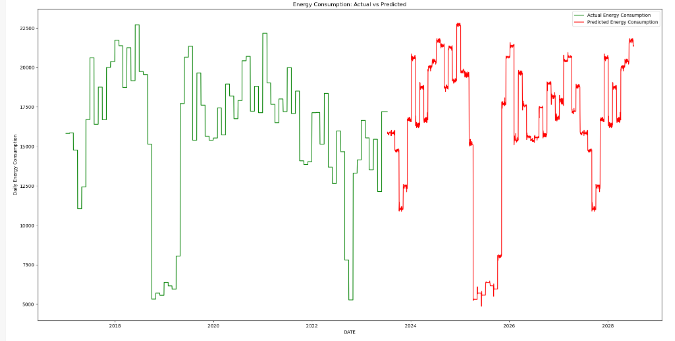 Energy Consumption: Actual vs Predicted
Actual Energy Consumption
Predicted Energy Consumption
22500
20000
17500
15000
12500
10000
7500
5000
Daily Energy Consumption
2018
2020
2022
2024
2026
2028
DATE